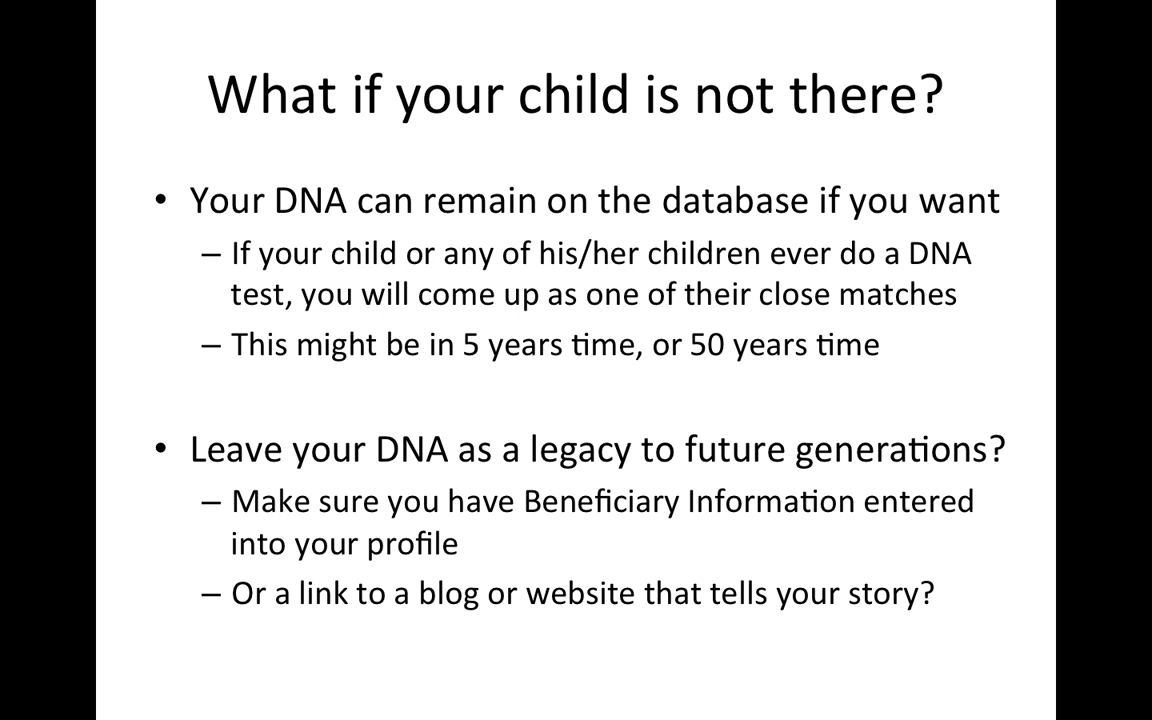 What if your child is not there?
• Your DNA can remain on the database if you want
– If your child or any of his/her children ever do a DNA
test, you will come up as one of their close matches
– This might be in 5 years time, or 50 years time
• Leave your DNA as a legacy to future generations?
– Make sure you have Beneficiary Information entered
into your profile
– Or a link to a blog or website that tells your story?